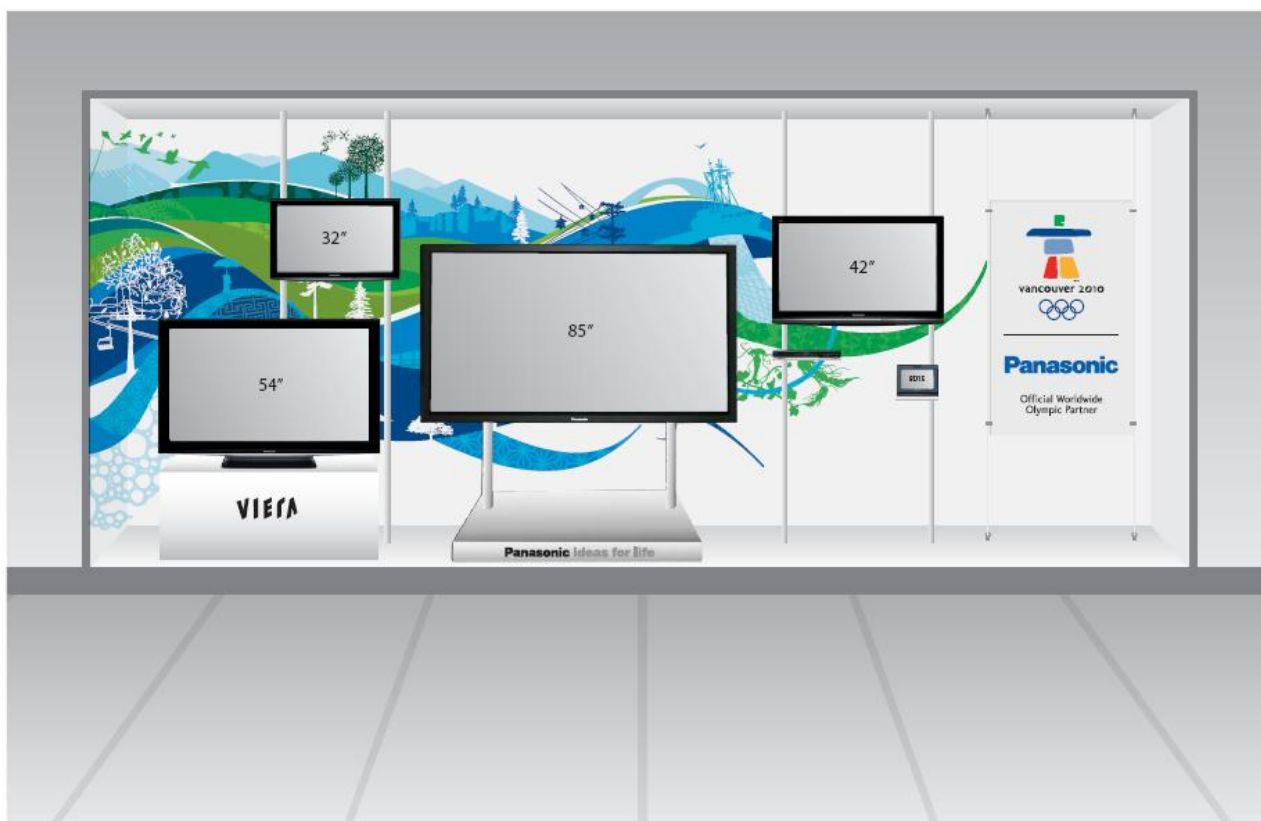 32"
54"
VIERA
85"
Panasonic ideas for life
42"
vancouver 2010
Panasonic
Official Worldwide
Olympic Partner